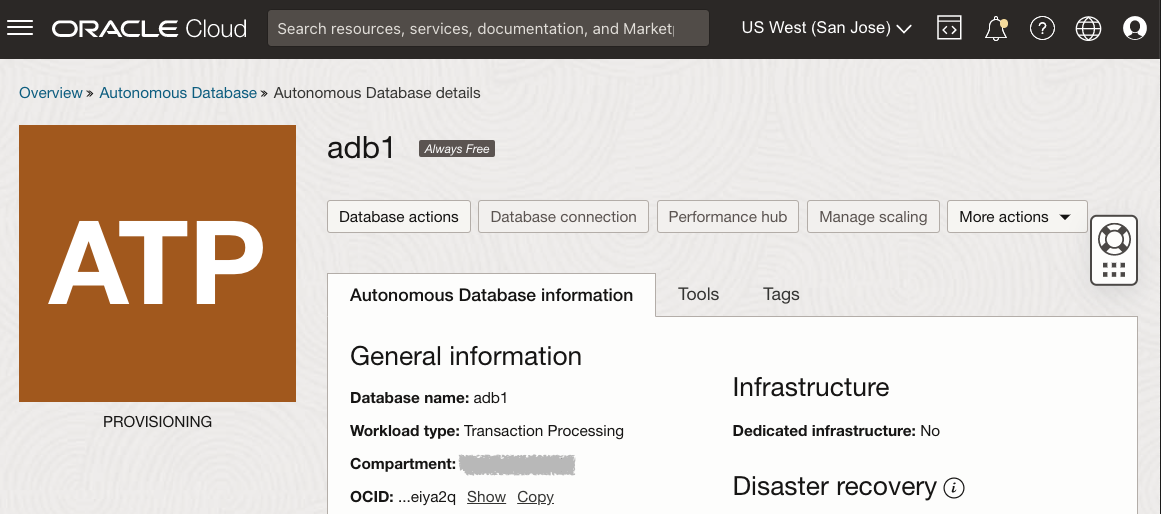 ORACLE Cloud
Search resources, services, documentation, and Market
US West (San Jose)
Overview » Autonomous Database » Autonomous Database details
ATP
PROVISIONING
adb1
Always Free
Database actions
Database connection
Performance hub
Manage scaling
More actions
Autonomous Database information
Tools
Tags
General information
Database name: adb1
Workload type: Transaction Processing
Compartment:
OCID: ...eiya2q Show Copy
Infrastructure
Dedicated infrastructure: No
Disaster recovery